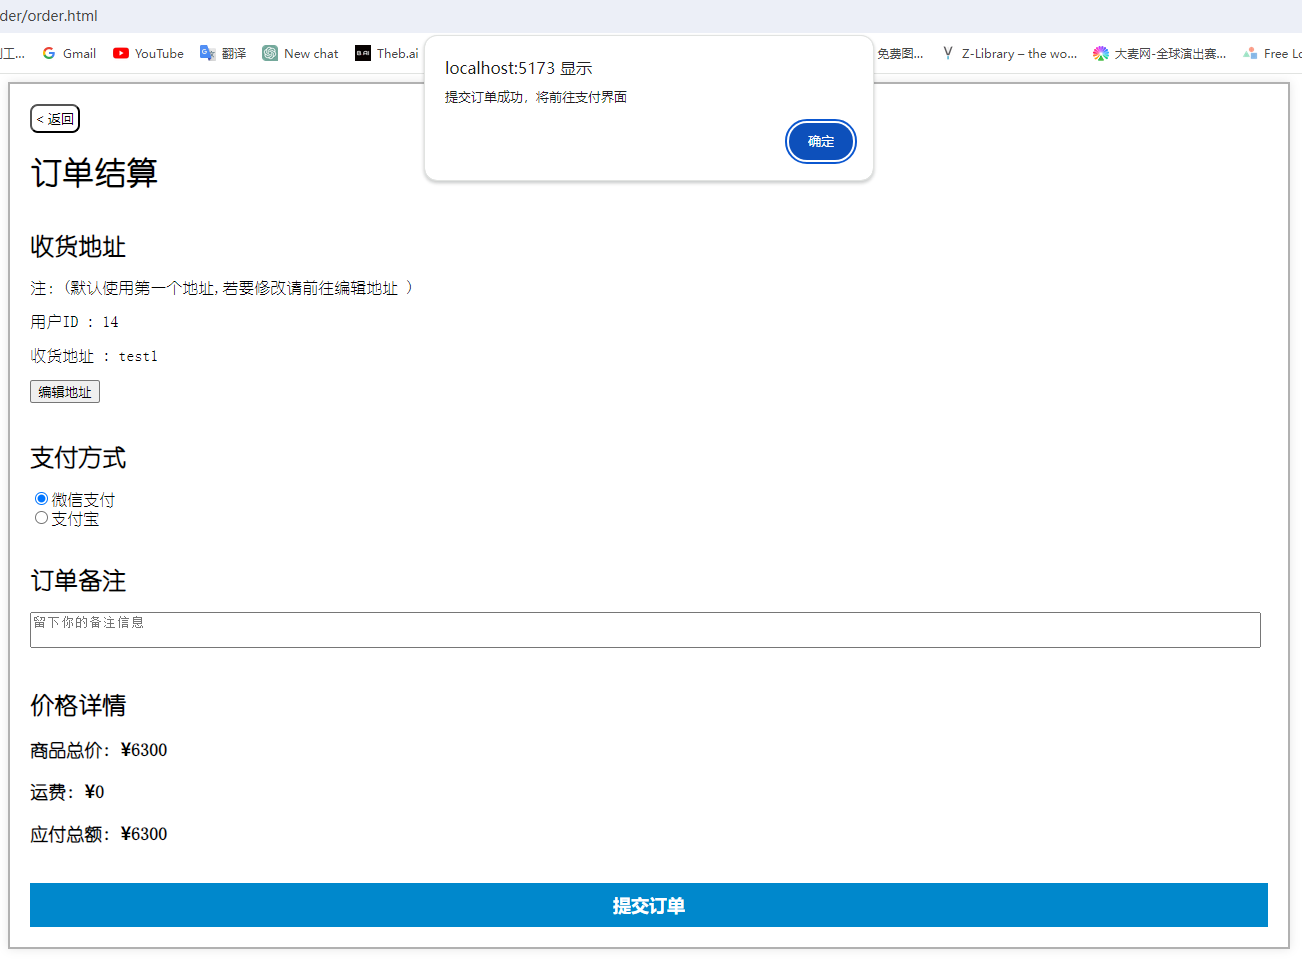 der/order.html
刂工...
Gmail
YouTube
翻译
New chat
B.AI
Theb.ai
免费图...
Z-Library – the wo...
大麦网-全球演出赛...
Free Lo
localhost:5173 显示
提交订单成功，将前往支付界面
确定
< 返回
订单结算
收货地址
注：（默认使用第一个地址,若要修改请前往编辑地址 ）
用户ID : 14
收货地址 : test1
编辑地址
支付方式
微信支付
支付宝
订单备注
留下你的备注信息
价格详情
商品总价：¥6300
运费：¥0
应付总额：¥6300
提交订单